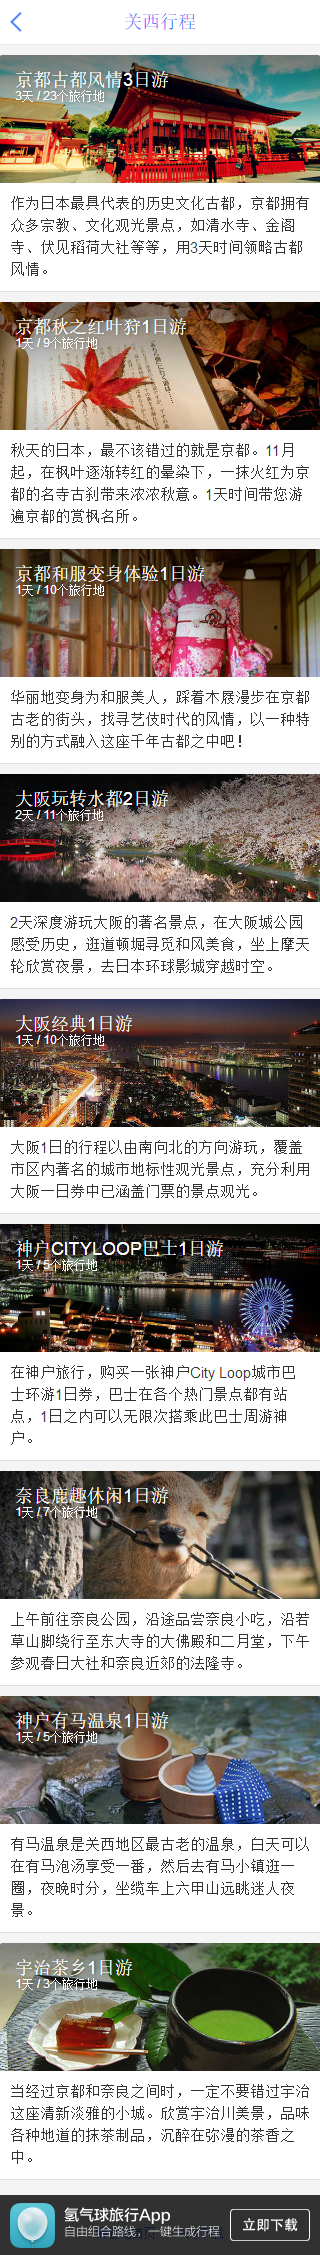 关西行程
京都古都风情3日游
3天 / 23个旅行地
作为日本最具代表的历史文化古都，京都拥有
众多宗教、文化观光景点，如清水寺、金阁
寺、伏见稻荷大社等等，用3天时间领略古都
风情。
京都秋之红叶狩1日游
1天 / 9个旅行地
秋天的日本，最不该错过的就是京都。11月
起，在枫叶逐渐转红的晕染下，一抹火红为京
都的名寺古刹带来浓浓秋意。1天时间带您游
遍京都的赏枫名所。
京都和服变身体验1日游
1天 / 10个旅行地
华丽地变身为和服美人，踩着木屐漫步在京都
古老的街头，找寻艺伎时代的风情，以一种特
别的方式融入这座千年古都之中吧！
大阪玩转水都2日游
2天 / 11个旅行地
2天深度游玩大阪的著名景点，在大阪城公园
感受历史，逛道顿堀寻觅和风美食，坐上摩天
轮欣赏夜景，去日本环球影城穿越时空。
大阪经典1日游
1天 / 10个旅行地
大阪1日的行程以由南向北的方向游玩，覆盖
市区内著名的城市地标性观光景点，充分利用
大阪一日券中已涵盖门票的景点观光。
神户CITYLOOP巴士1日游
1天 / 5个旅行地
在神户旅行，购买一张神户City Loop城市巴
士环游1日券，巴士在各个热门景点都有站
点，1日之内可以无限次搭乘此巴士周游神
户。
奈良鹿趣休闲1日游
1天 / 7个旅行地
上午前往奈良公园，沿途品尝奈良小吃，沿若
草山脚绕行至东大寺的大佛殿和二月堂，下午
参观春日大社和奈良近郊的法隆寺。
神户有马温泉1日游
1天 / 5个旅行地
有马温泉是关西地区最古老的温泉，白天可以
在有马泡汤享受一番，然后去有马小镇逛一
圈，夜晚时分，坐缆车上六甲山远眺迷人夜
景。
宇治茶乡1日游
1天 / 3个旅行地
当经过京都和奈良之间时，一定不要错过宇治
这座清新淡雅的小城。欣赏宇治川美景，品味
各种地道的抹茶制品，沉醉在弥漫的茶香之
中。
氢气球旅行App
自由组合路线，一键生成行程
立即下载